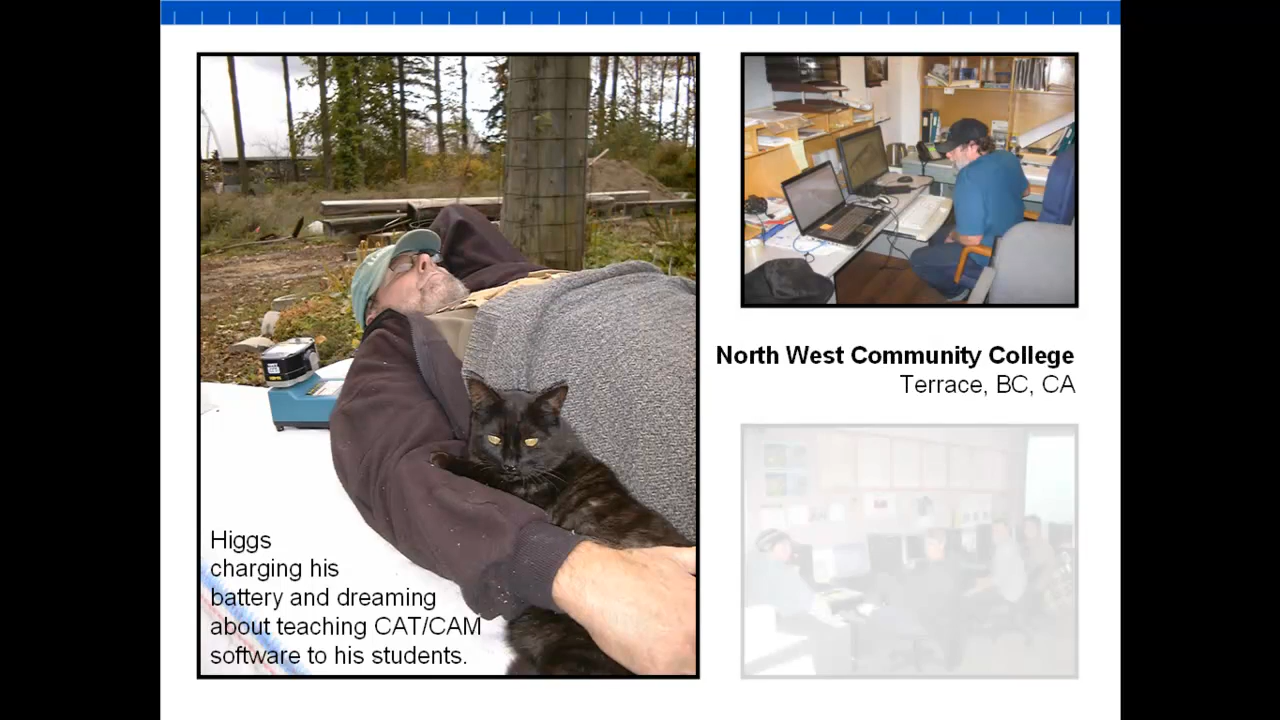 North West Community College
Terrace, BC, CA
Higgs
charging his
battery and dreaming
about teaching CAT/CAM
software to his students.